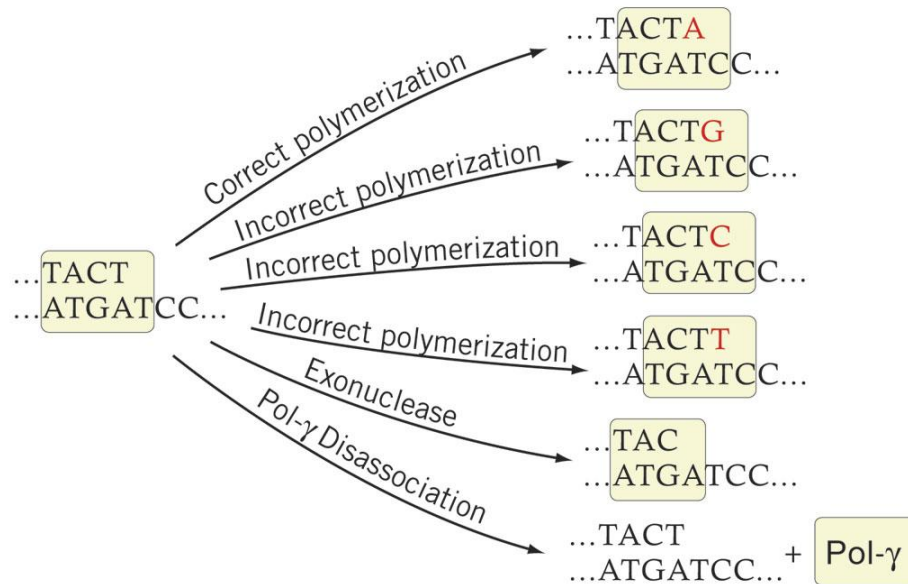 …TACTA
…ATGATCC…
Correct polymerization
…TACTG
…ATGATCC…
Incorrect polymerization
…TACTC
…ATGATCC…
Incorrect polymerization
…TACT
…ATGATCC…
…TACTT
…ATGATCC…
Incorrect polymerization
Exonuclease
…TAC
…ATGATCC…
Pol-γ Disassociation
…TACT
…ATGATCC… + Pol-γ